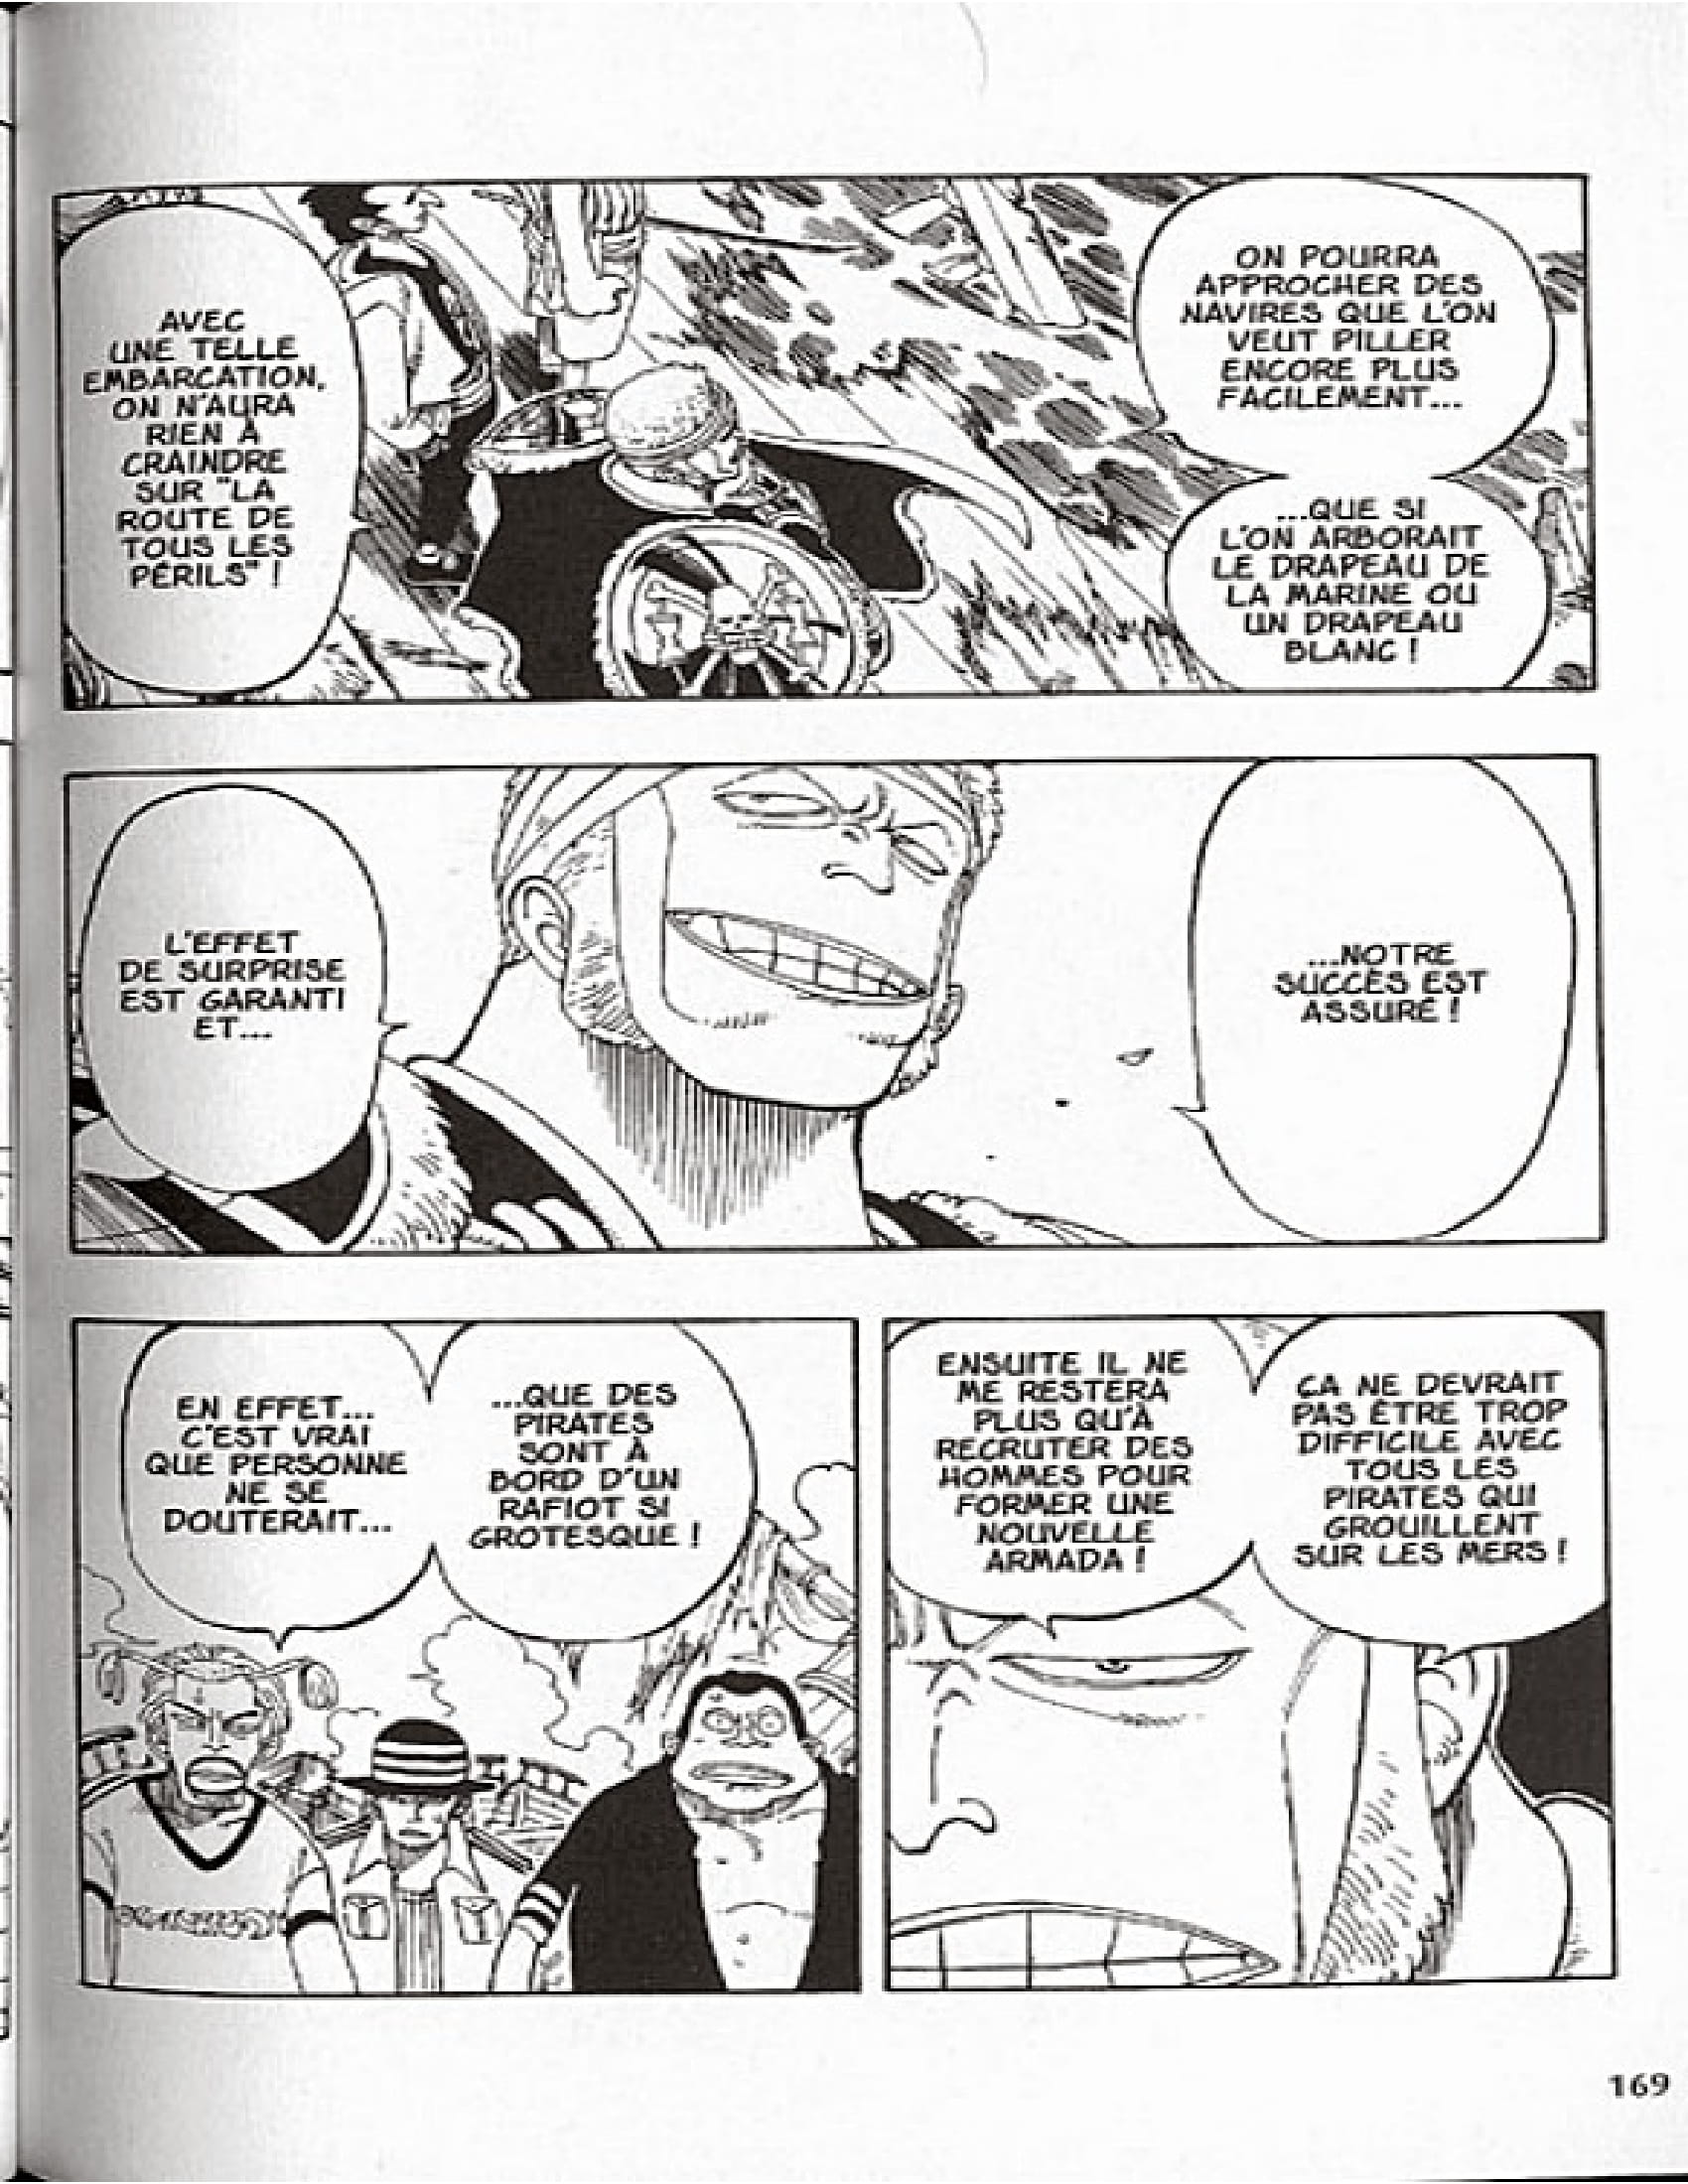 AVEC
UNE TELLE
EMBARCATION,
ON N'AURA
RIEN À
CRAINDRE
SUR "LA
ROUTE DE
TOUS LES
PÉRILS" !
ON POURRA
APPROCHER DES
NAVIRES QUE L'ON
VEUT PILLER
ENCORE PLUS
FACILEMENT...
...QUE SI
L'ON ARBORAIT
LE DRAPEAU DE
LA MARINE OU
UN DRAPEAU
BLANC !
L'EFFET
DE SURPRISE
EST GARANTI
ET...
...NOTRE
SUCCÈS EST
ASSURÉ !
EN EFFET...
C'EST VRAI
QUE PERSONNE
NE SE
DOUTERAIT...
...QUE DES
PIRATES
SONT À
BORD D'UN
RAFIOT SI
GROTESQUE !
ENSUITE IL NE
ME RESTERA
PLUS QU'À
RECRUTER DES
HOMMES POUR
FORMER UNE
NOUVELLE
ARMADA !
ÇA NE DEVRAIT
PAS ÊTRE TROP
DIFFICILE AVEC
TOUS LES
PIRATES QUI
GROUILLENT
SUR LES MERS !
169